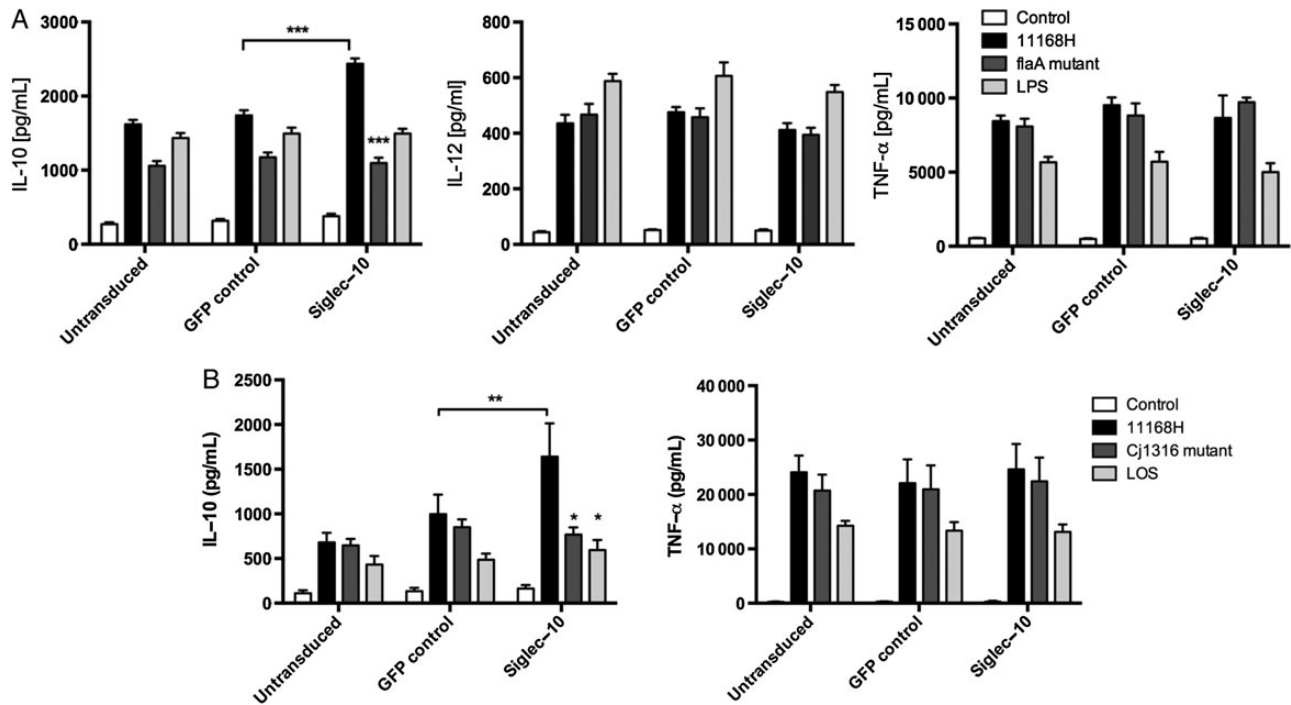 A
IL-10 [pg/mL]
3000
2000
1000
0
***
***
Untransduced
GFP control
Siglec–10
IL-12 [pg/ml]
800
600
400
200
0
Untransduced
GFP control
Siglec–10
TNF-α [pg/mL]
15 000
10 000
5000
0
Control
11168H
flaA mutant
LPS
Untransduced
GFP control
Siglec–10
B
IL–10 (pg/mL)
2500
2000
1500
1000
500
0
**
* *
Untransduced
GFP control
Siglec–10
TNF–α (pg/mL)
40 000
30 000
20 000
10 000
0
Untransduced
GFP control
Siglec–10
Control
11168H
Cj1316 mutant
LOS